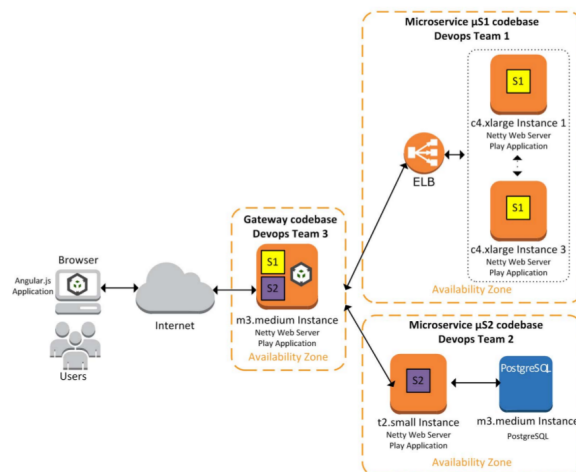 Microservice µS1 codebase
Devops Team 1
S1
c4.xlarge Instance 1
Netty Web Server
Play Application
ELB
S1
c4.xlarge Instance 3
Netty Web Server
Play Application
Availability Zone
Gateway codebase
Devops Team 3
S1
S2
m3.medium Instance
Netty Web Server
Play Application
Availability Zone
Browser
Angular.js
Application
Internet
Users
Microservice µS2 codebase
Devops Team 2
S2
t2.small Instance
Netty Web Server
Play Application
PostgreSQL
m3.medium Instance
PostgreSQL
Availability Zone